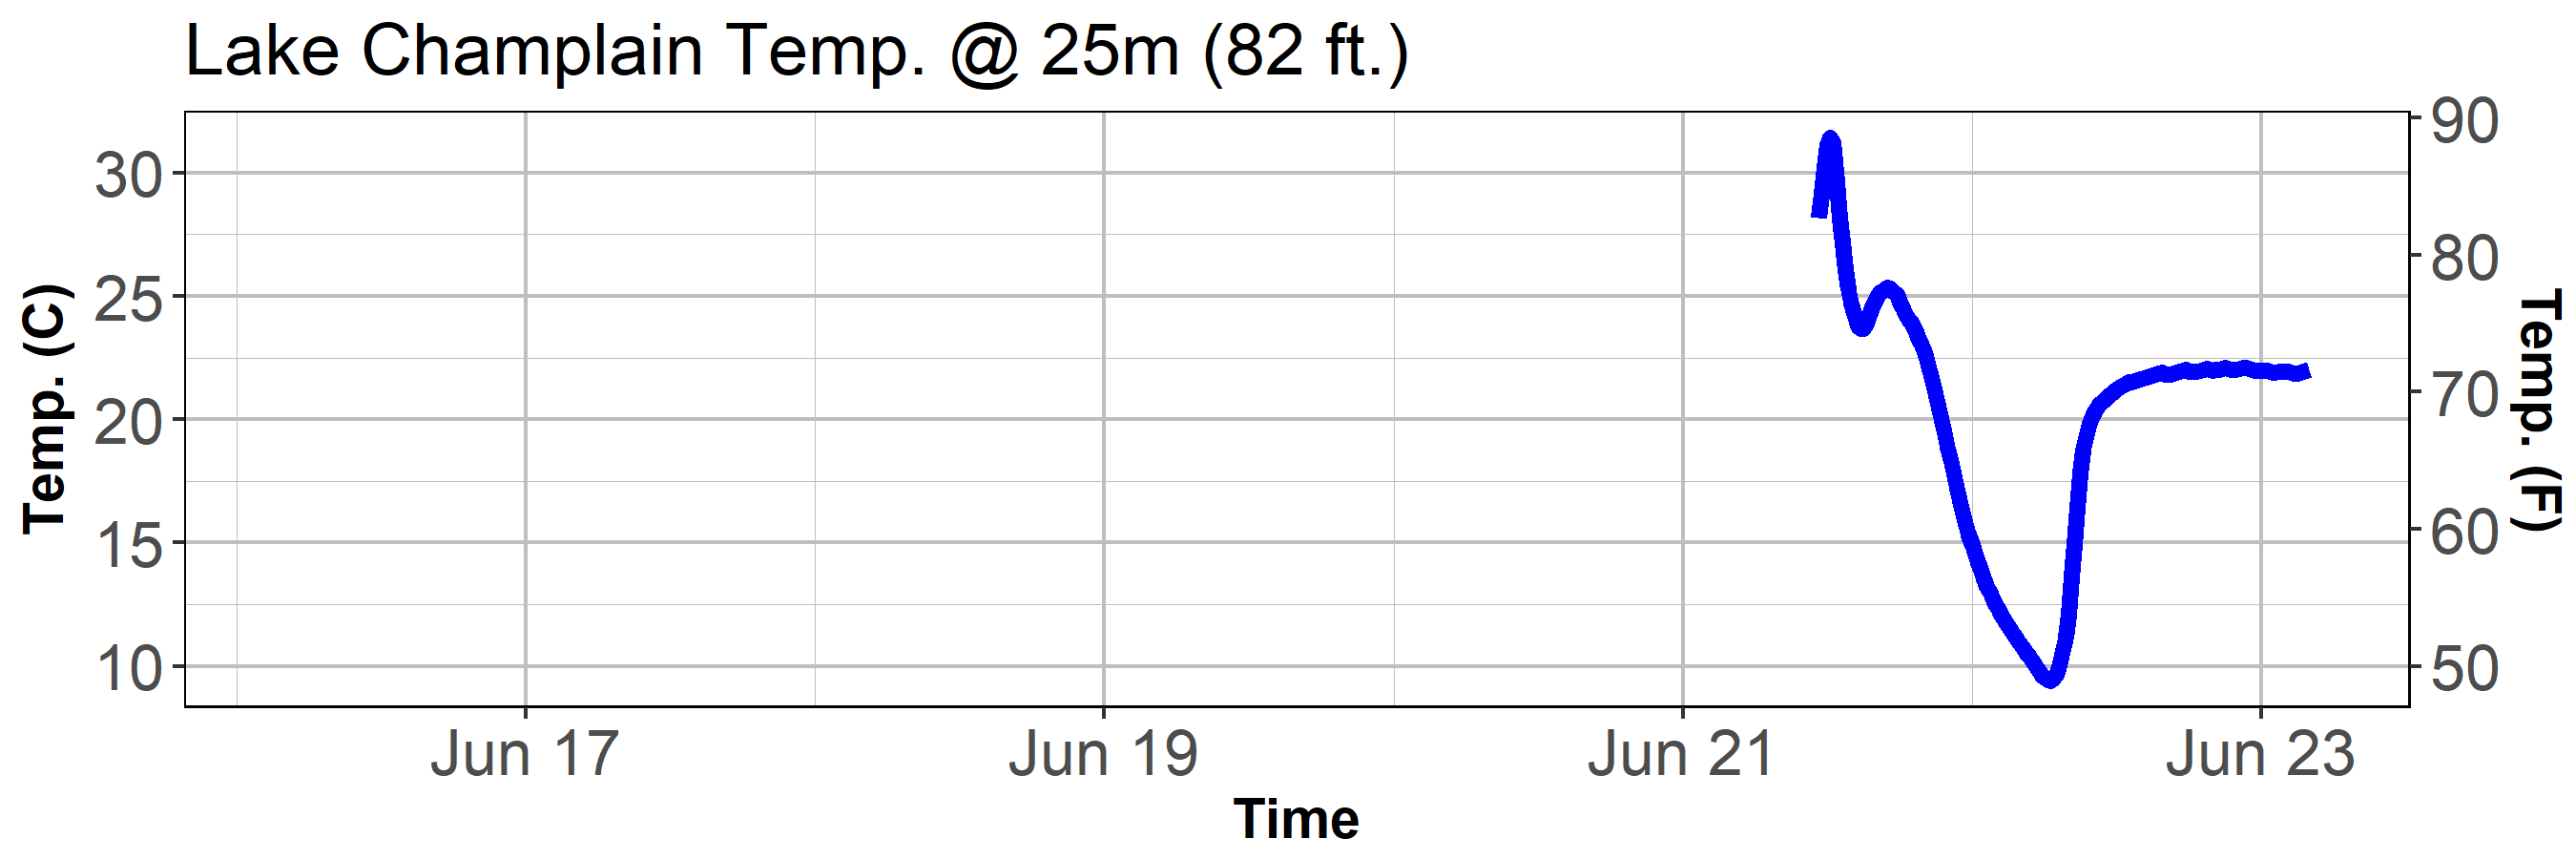 Lake Champlain Temp. @ 25m (82 ft.)
Temp. (C)
30
25
20
15
10
90
80
70
60
50
Temp. (F)
Jun 17
Jun 19
Jun 21
Jun 23
Time